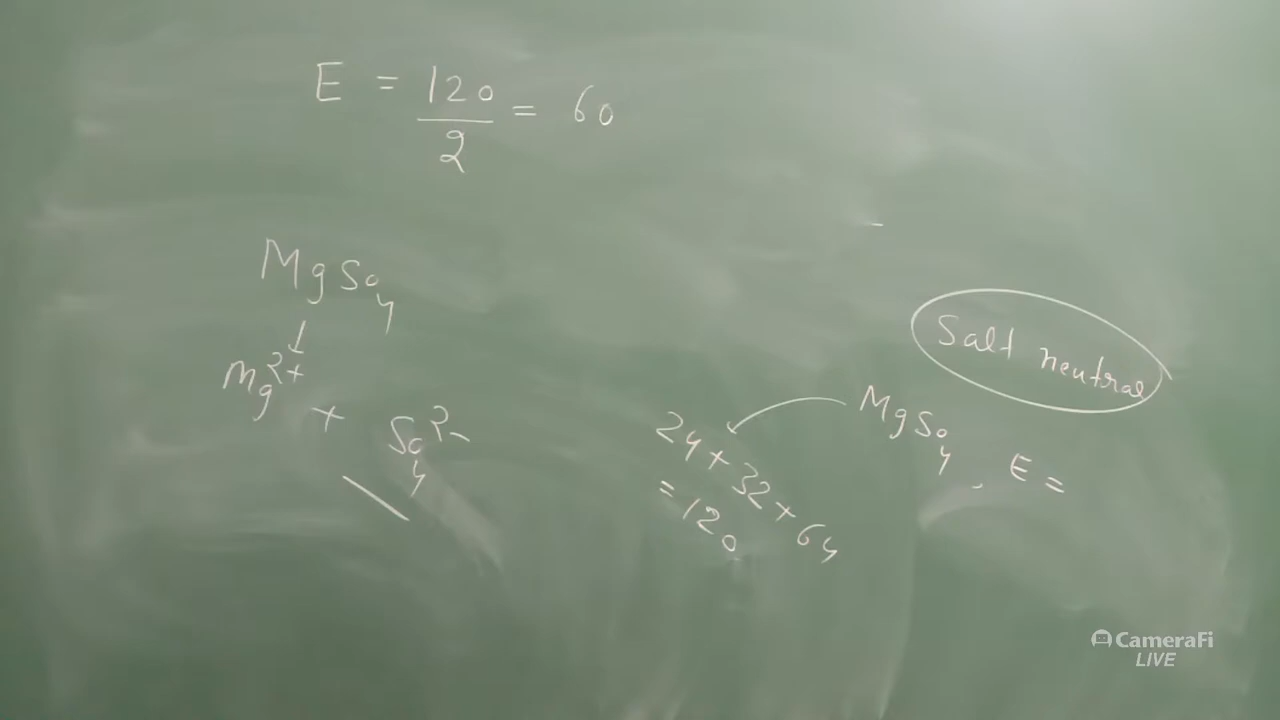 E = 120/2 = 60
MgSO4
↓
Mg2+ + SO4 2-
Salt neutral
MgSO4, E =
24 + 32 + 64
= 120
CameraFi
LIVE